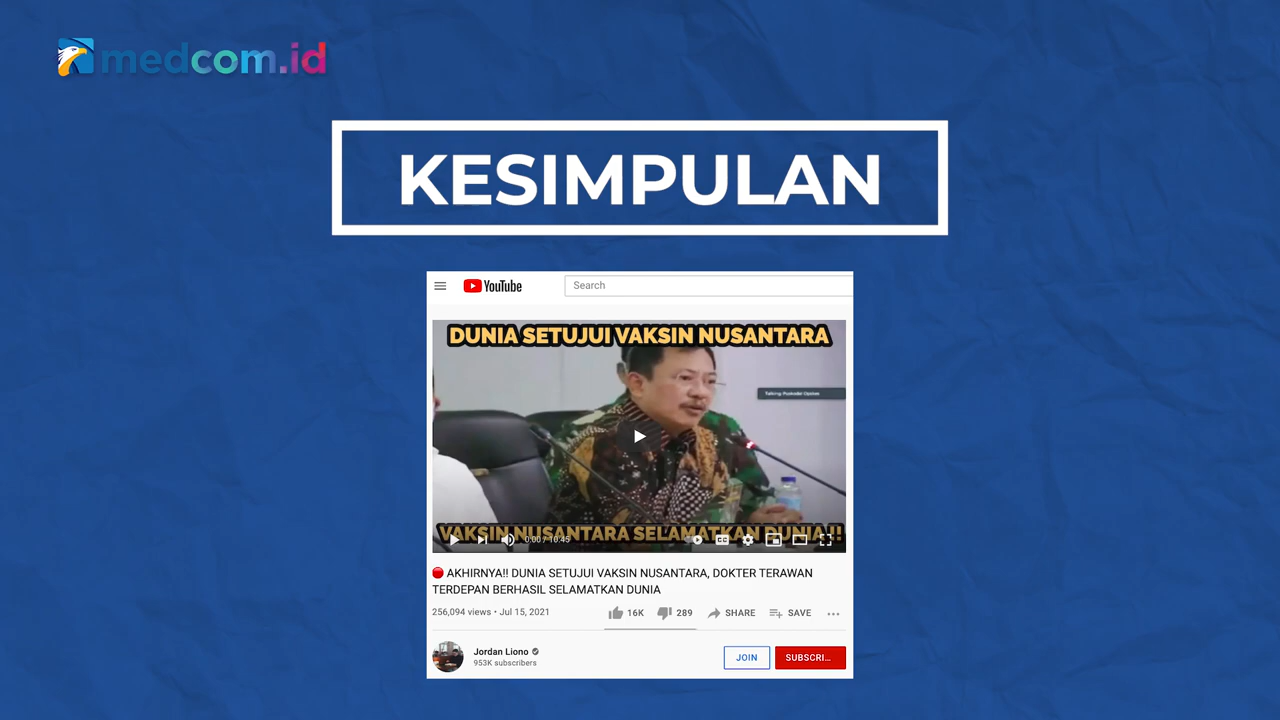 medcom.id
KESIMPULAN
YouTube
Search
DUNIA SETUJUI VAKSIN NUSANTARA
VAKSIN NUSANTARA SELAMATKAN DUNIA!!
0:00 / 10:45
CC
🔴 AKHIRNYA!! DUNIA SETUJUI VAKSIN NUSANTARA, DOKTER TERAWAN
TERDEPAN BERHASIL SELAMATKAN DUNIA
256,094 views • Jul 15, 2021
16K
289
SHARE
SAVE
Jordan Liono
953K subscribers
JOIN
SUBSCRI...